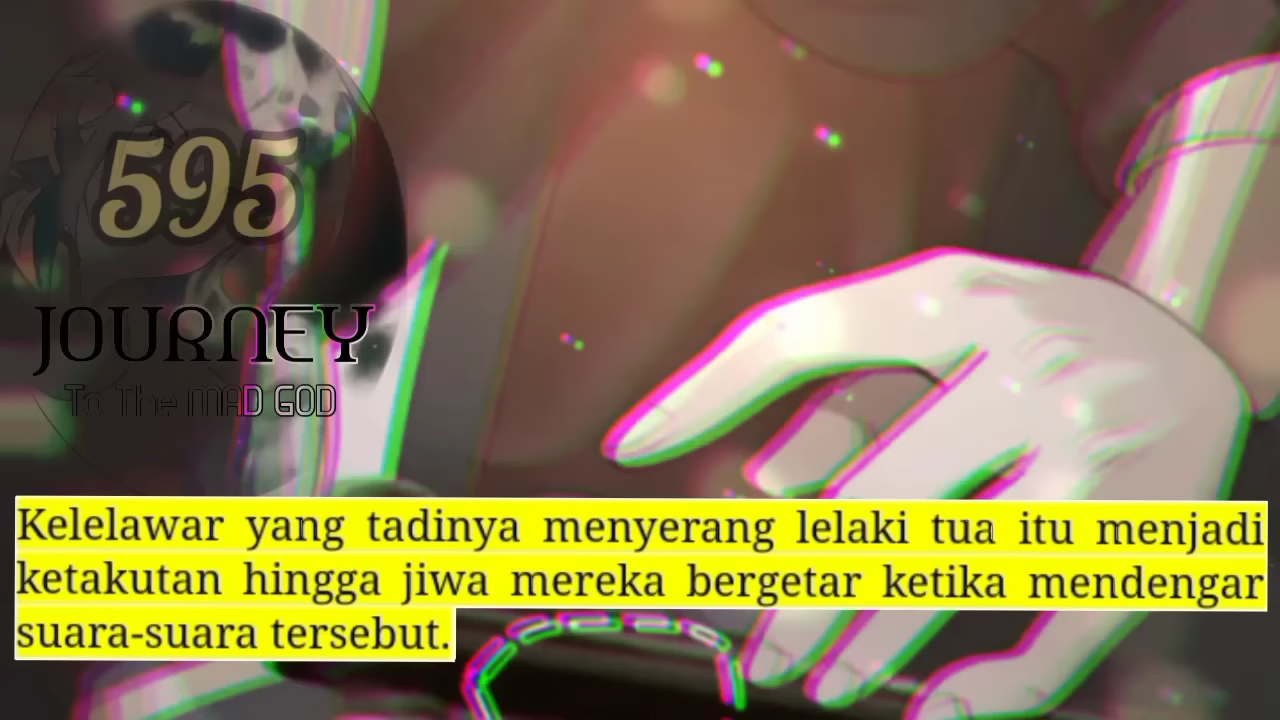 595
JOURNEY
To The MAD GOD
Kelelawar yang tadinya menyerang lelaki tua itu menjadi
ketakutan hingga jiwa mereka bergetar ketika mendengar
suara-suara tersebut.